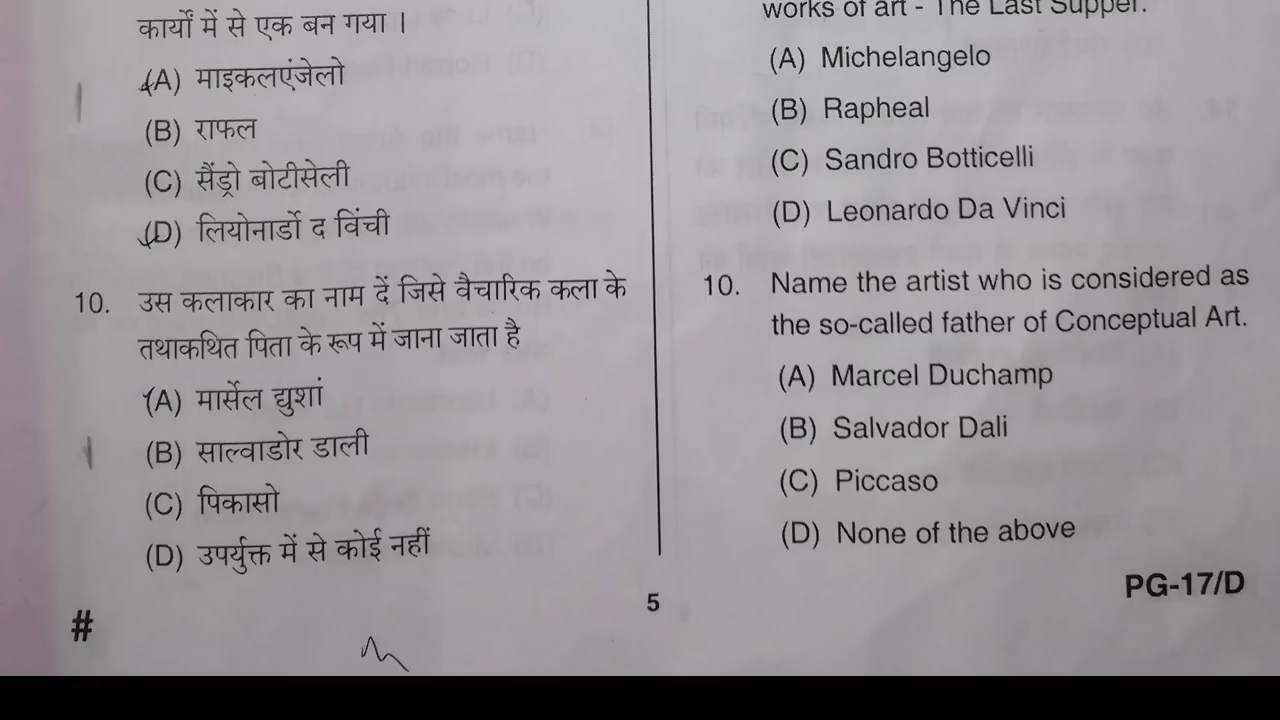 कार्यों में से एक बन गया ।
(A) माइकलएंजेलो
(B) राफल
(C) सैंड्रो बोटीसेली
(D) लियोनार्डो द विंची
10. उस कलाकार का नाम दें जिसे वैचारिक कला के
तथाकथित पिता के रूप में जाना जाता है
(A) मार्सेल द्युशां
(B) साल्वाडोर डाली
(C) पिकासो
(D) उपर्युक्त में से कोई नहीं
works of art - The Last Supper.
(A) Michelangelo
(B) Rapheal
(C) Sandro Botticelli
(D) Leonardo Da Vinci
10. Name the artist who is considered as
the so-called father of Conceptual Art.
(A) Marcel Duchamp
(B) Salvador Dali
(C) Piccaso
(D) None of the above
PG-17/D
5
#